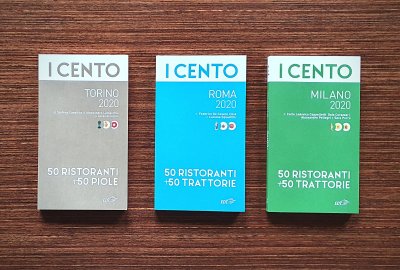 I CENTO
TORINO
2020
50 RISTORANTI
+50 PIOLE
I CENTO
ROMA
2020
50 RISTORANTI
+50 TRATTORIE
I CENTO
MILANO
2020
50 RISTORANTI
+50 TRATTORIE